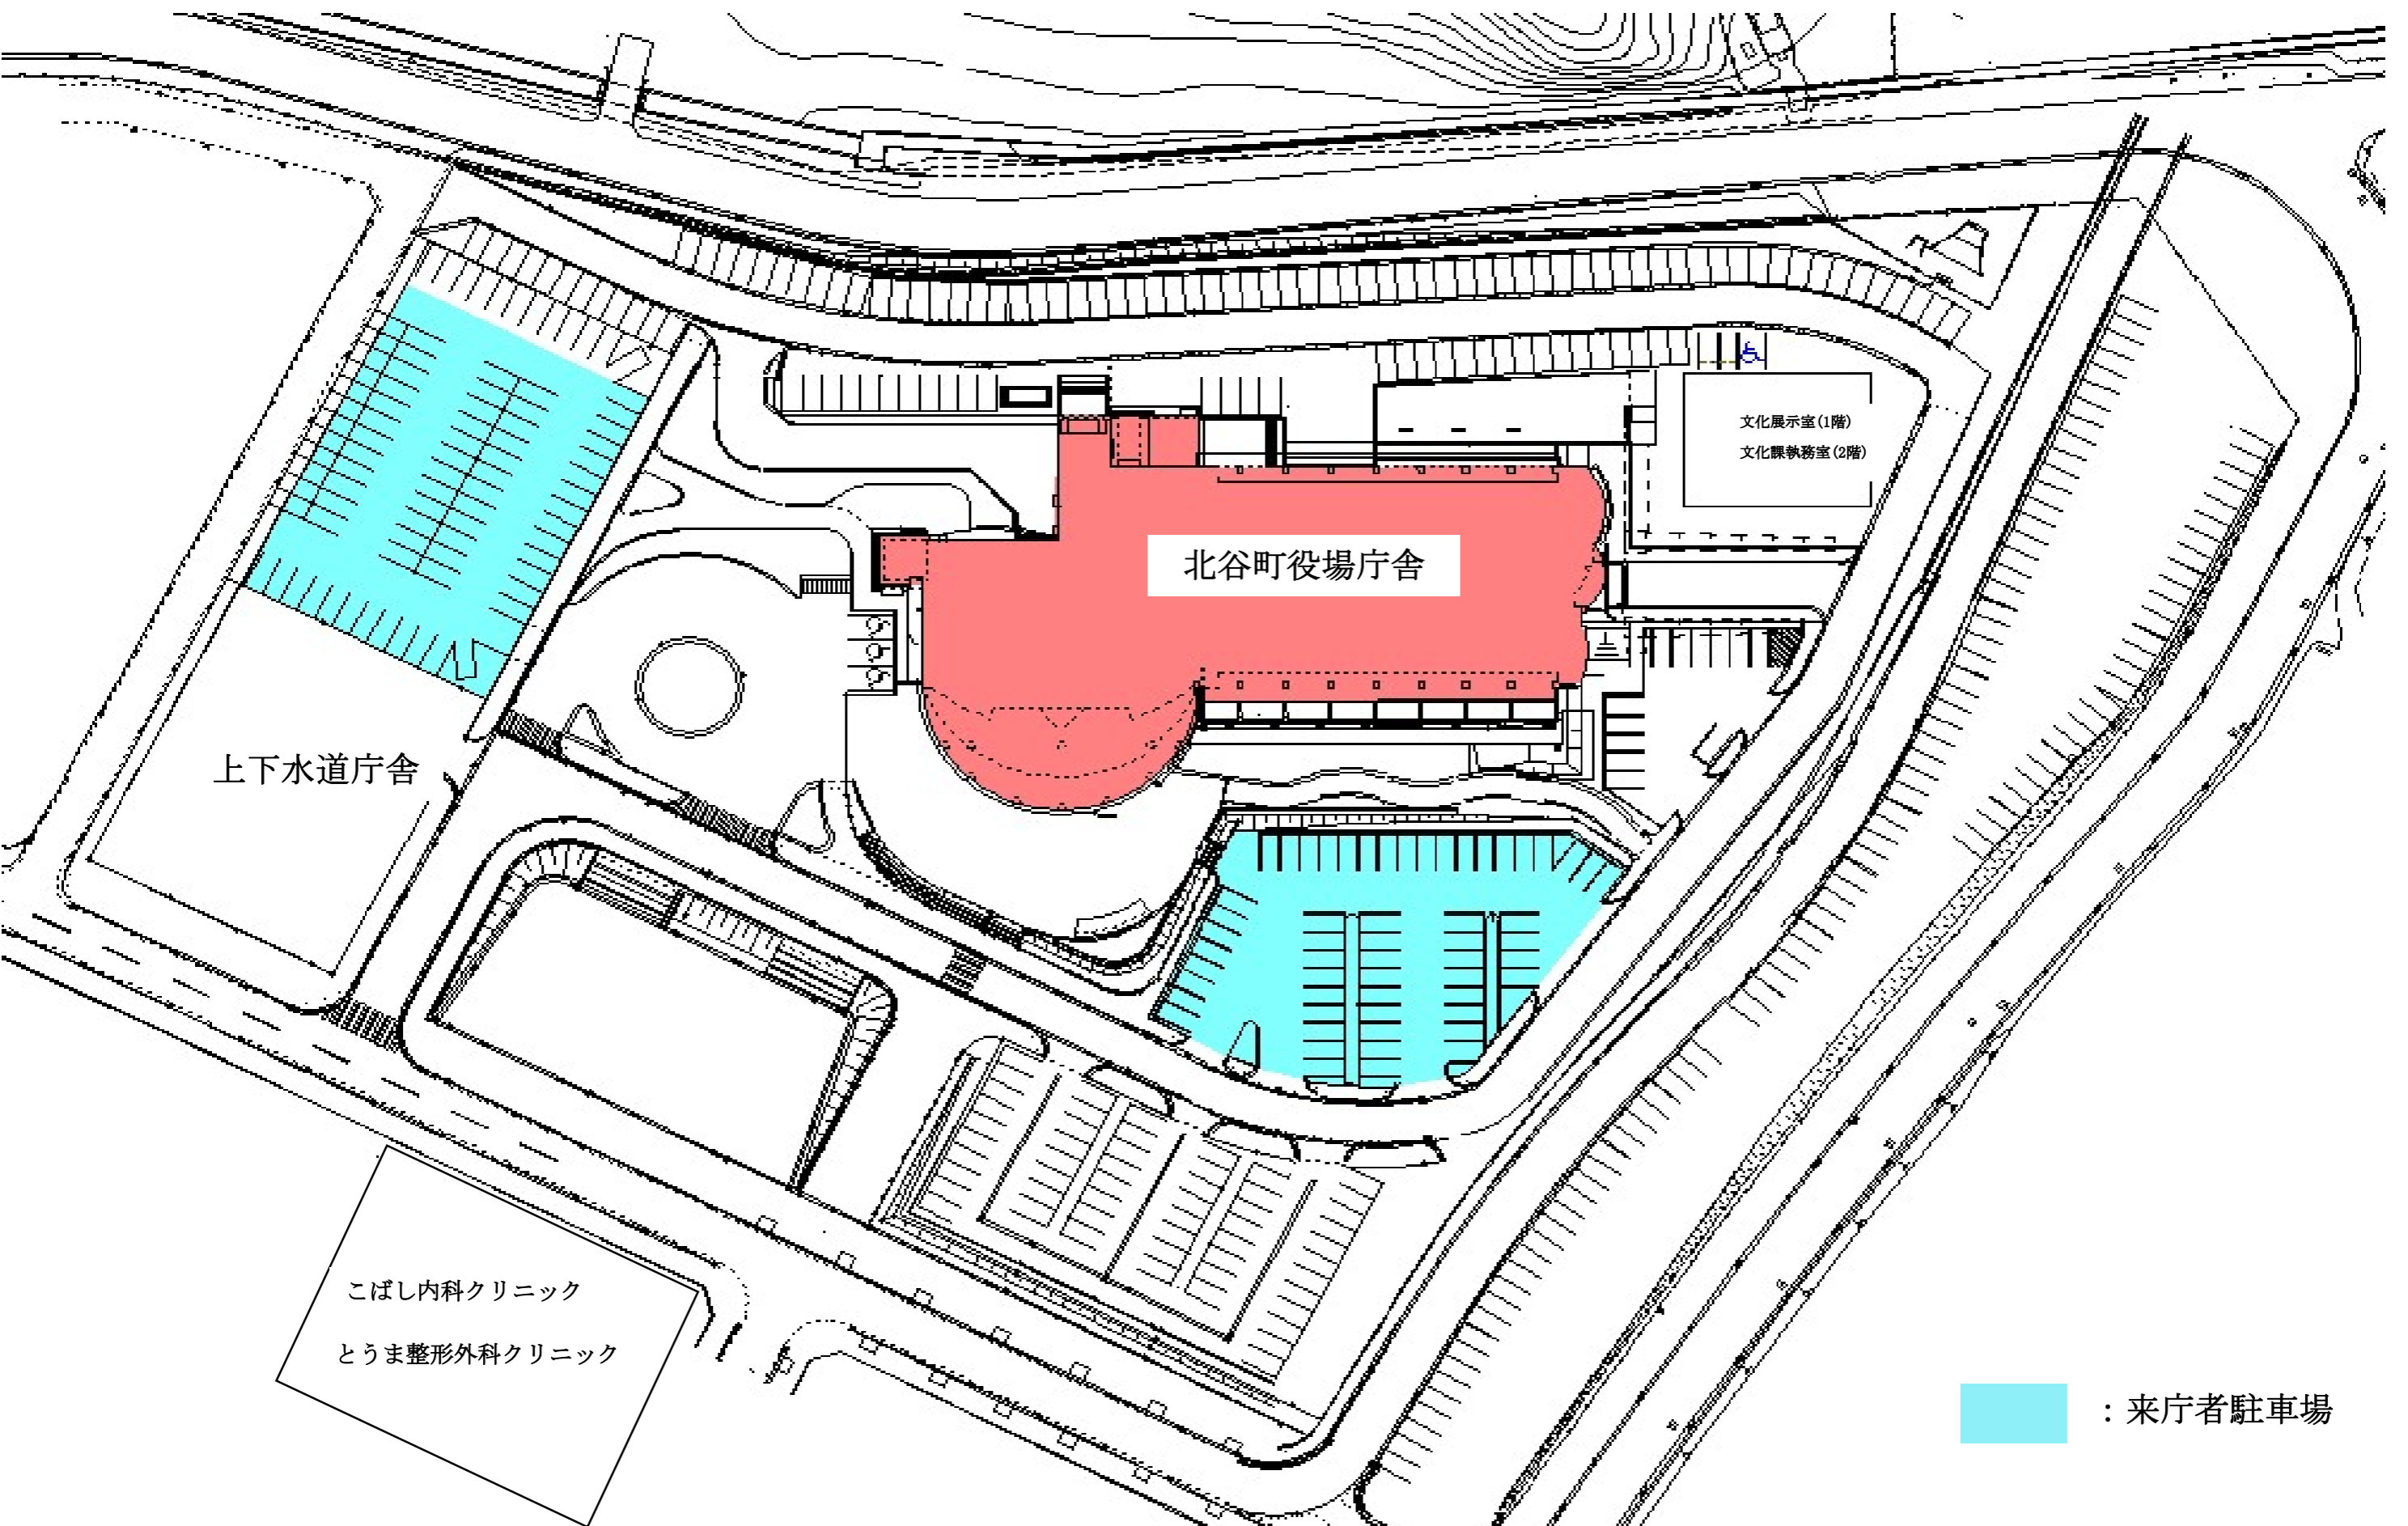 文化展示室(1階)
文化課執務室(2階)
北谷町役場庁舎
上下水道庁舎
こばし内科クリニック
とうま整形外科クリニック
：来庁者駐車場